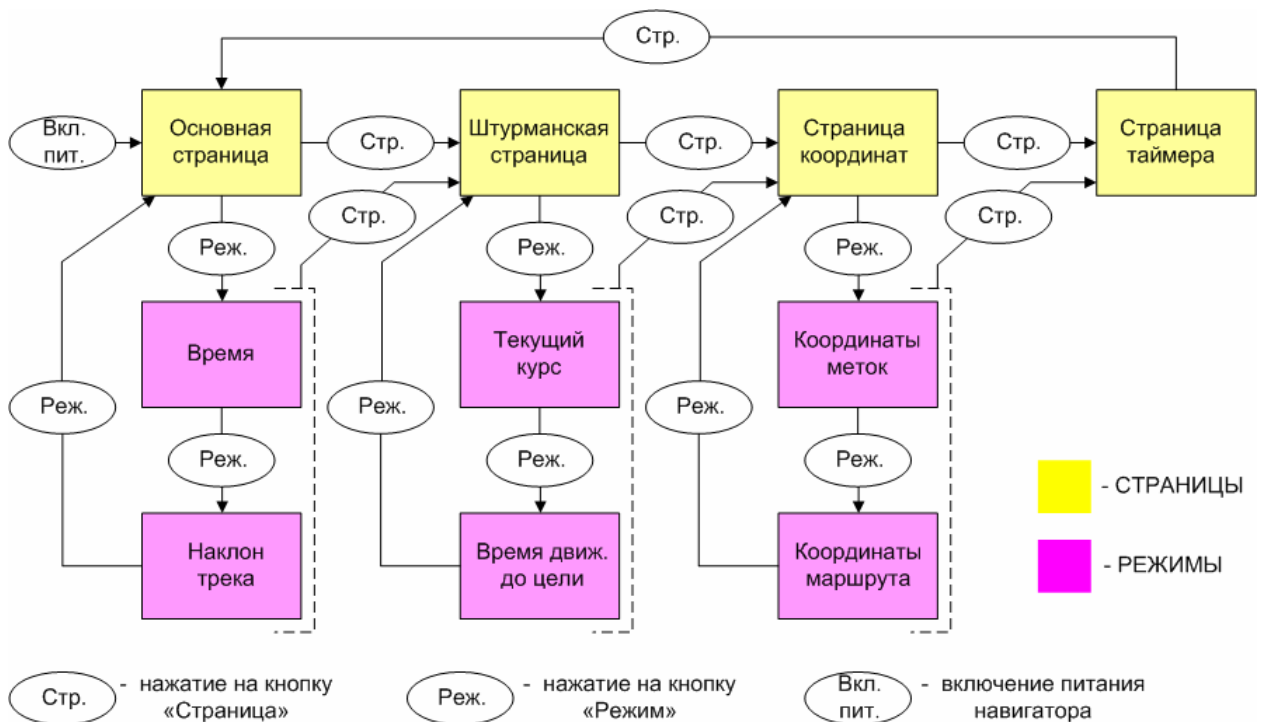 Стр.
Вкл.
пит.
Основная
страница
Стр.
Штурманская
страница
Стр.
Страница
координат
Стр.
Страница
таймера
Стр.
Стр.
Стр.
Реж.
Реж.
Реж.
Время
Текущий
курс
Координаты
меток
Реж.
Реж.
Реж.
Реж.
Реж.
Реж.
Наклон
трека
Время движ.
до цели
Координаты
маршрута
- СТРАНИЦЫ
- РЕЖИМЫ
Стр.
- нажатие на кнопку
«Страница»
Реж.
- нажатие на кнопку
«Режим»
Вкл.
пит.
- включение питания
навигатора